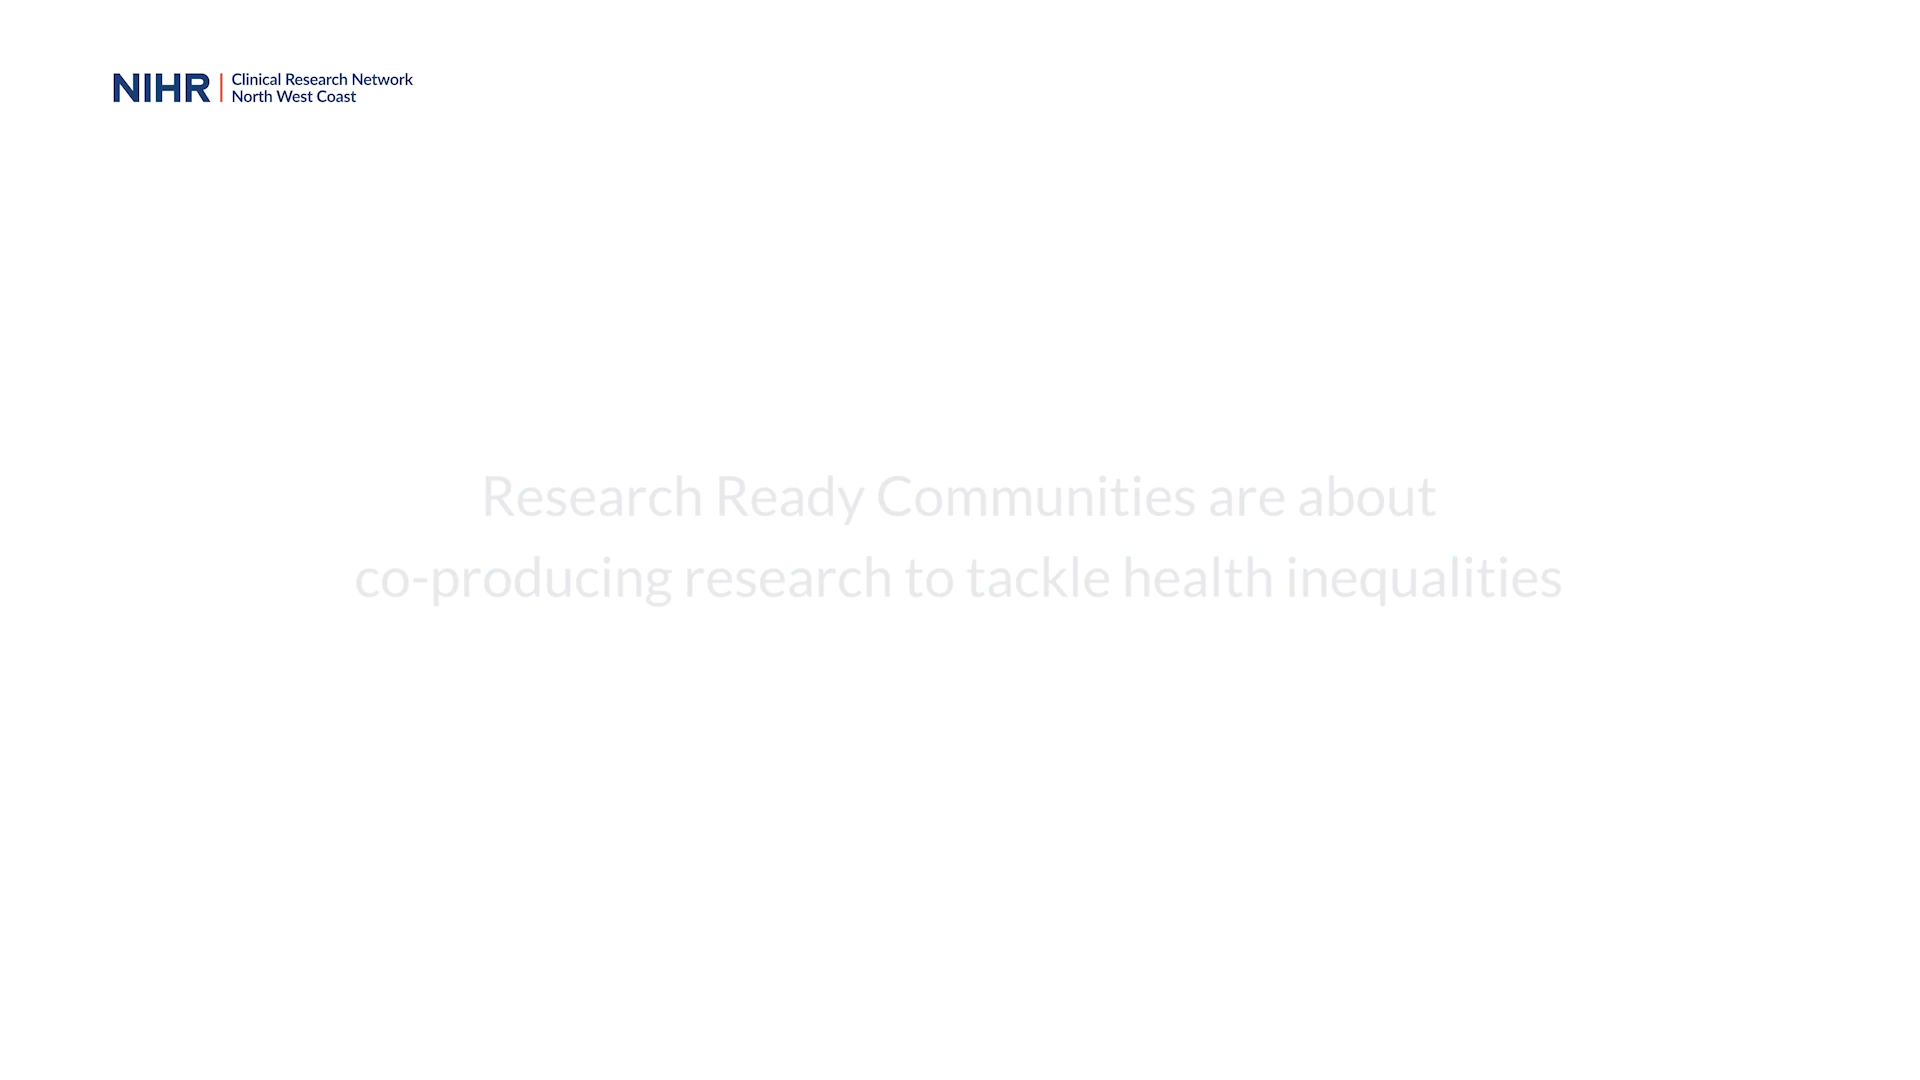 NIHR | Clinical Research Network
North West Coast
Research Ready Communities are about
co-producing research to tackle health inequalities